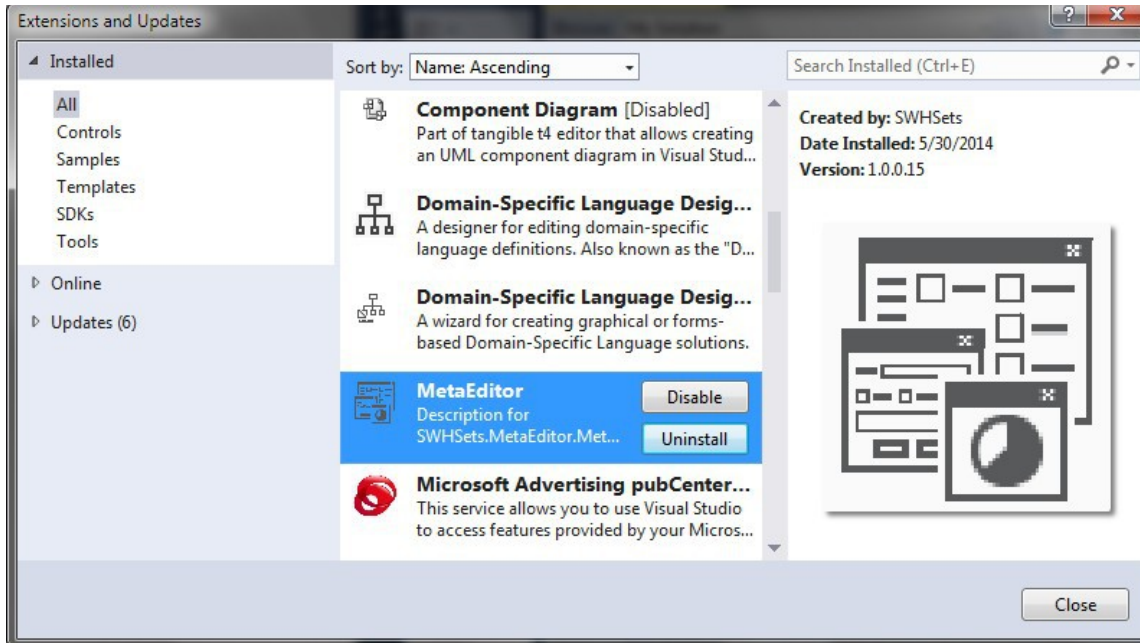 Extensions and Updates
Installed
All
Controls
Samples
Templates
SDKs
Tools
Online
Updates (6)
Sort by: Name: Ascending
Component Diagram [Disabled]
Part of tangible t4 editor that allows creating
an UML component diagram in Visual Stud...
Domain-Specific Language Desig...
A designer for editing domain-specific
language definitions. Also known as the "D...
Domain-Specific Language Desig...
A wizard for creating graphical or forms-
based Domain-Specific Language solutions.
MetaEditor
Description for
SWHSets.MetaEditor.Met...
Disable
Uninstall
Microsoft Advertising pubCenter...
This service allows you to use Visual Studio
to access features provided by your Micros...
Search Installed (Ctrl+E)
Created by: SWHSets
Date Installed: 5/30/2014
Version: 1.0.0.15
Close